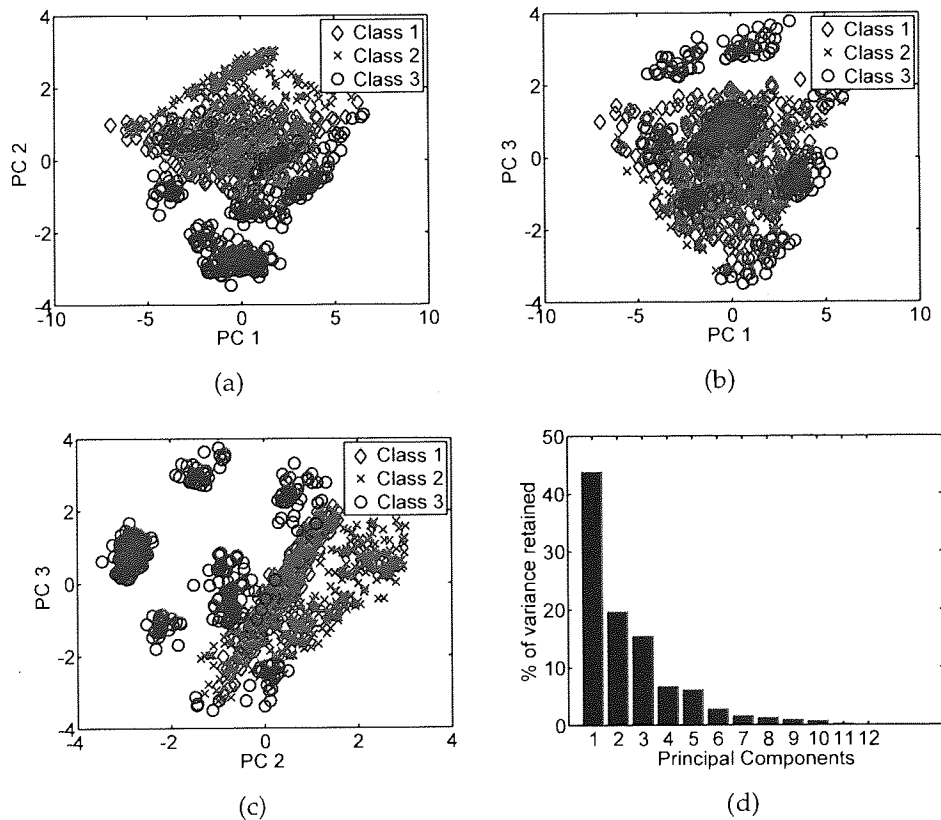 4
2
0
-2
-4
PC 2
-10
-5
0
5
10
PC 1
Class 1
Class 2
Class 3
(a)
4
2
0
-2
-4
PC 3
-10
-5
0
5
10
PC 1
Class 1
Class 2
Class 3
(b)
4
2
0
-2
-4
PC 3
-4
-2
0
2
4
PC 2
Class 1
Class 2
Class 3
(c)
50
40
30
20
10
0
% of variance retained
1 2 3 4 5 6 7 8 9 10 11 12
Principal Components
(d)